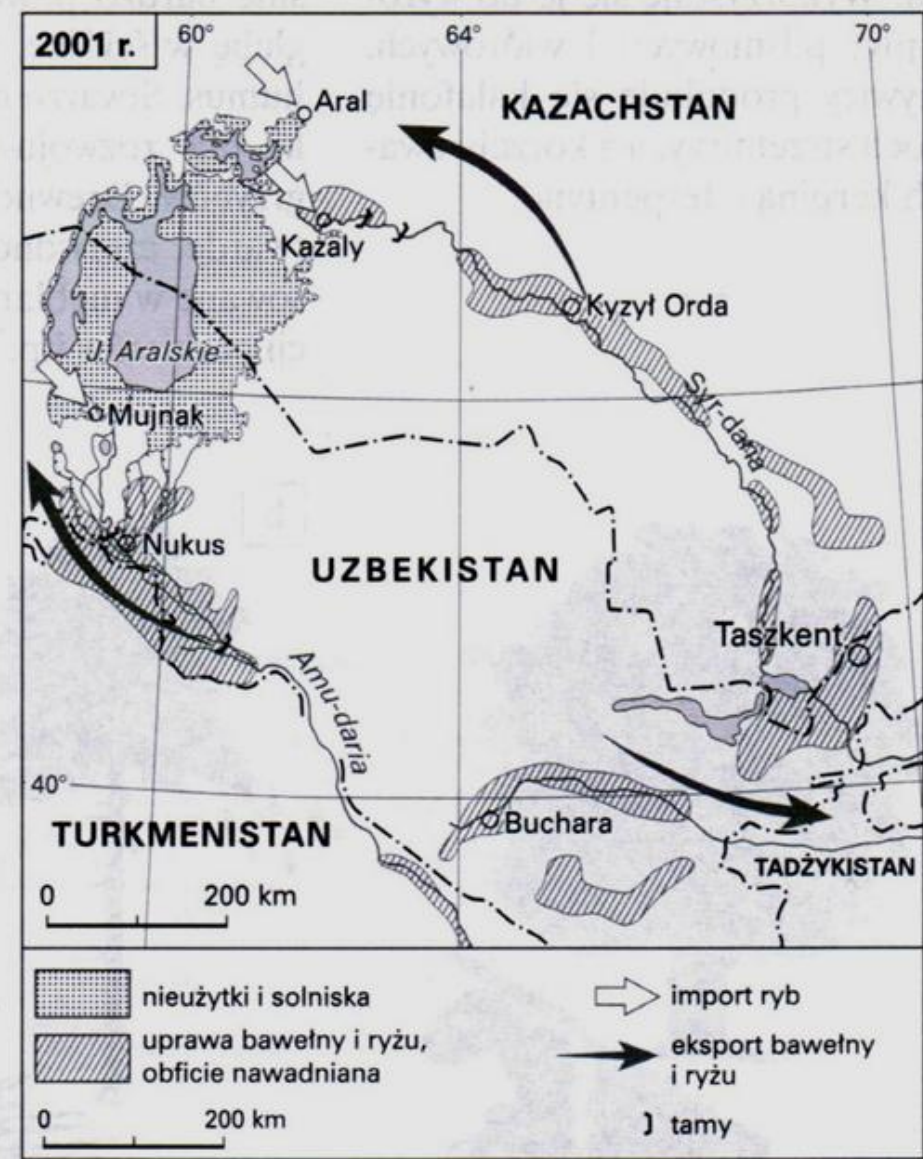 2001 r.
60°
64°
70°
Aral
KAZACHSTAN
Kazaly
Kyzył Orda
J. Aralskie
Syr-daria
Mujnak
Nukus
UZBEKISTAN
Taszkent
Amu-daria
40°
Buchara
TURKMENISTAN
TADŻYKISTAN
0 200 km
nieużytki i solniska
uprawa bawełny i ryżu,
obficie nawadniana
0 200 km
import ryb
eksport bawełny
i ryżu
tamy